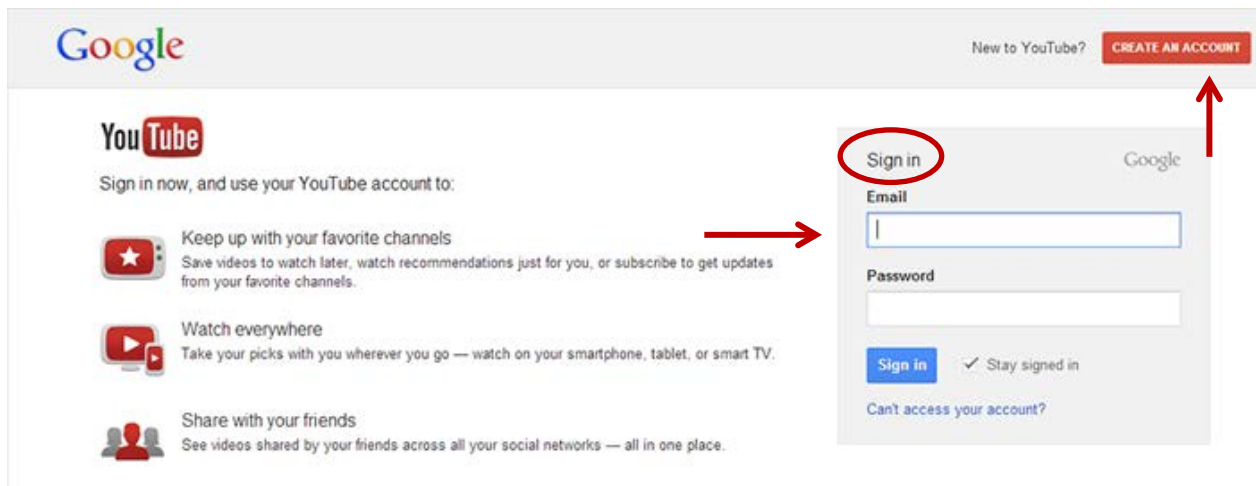 Google
New to YouTube? CREATE AN ACCOUNT
YouTube
Sign in now, and use your YouTube account to:
Keep up with your favorite channels
Save videos to watch later, watch recommendations just for you, or subscribe to get updates
from your favorite channels.
Watch everywhere
Take your picks with you wherever you go — watch on your smartphone, tablet, or smart TV.
Share with your friends
See videos shared by your friends across all your social networks — all in one place.
Sign in Google
Email
Password
Sign in Stay signed in
Can't access your account?